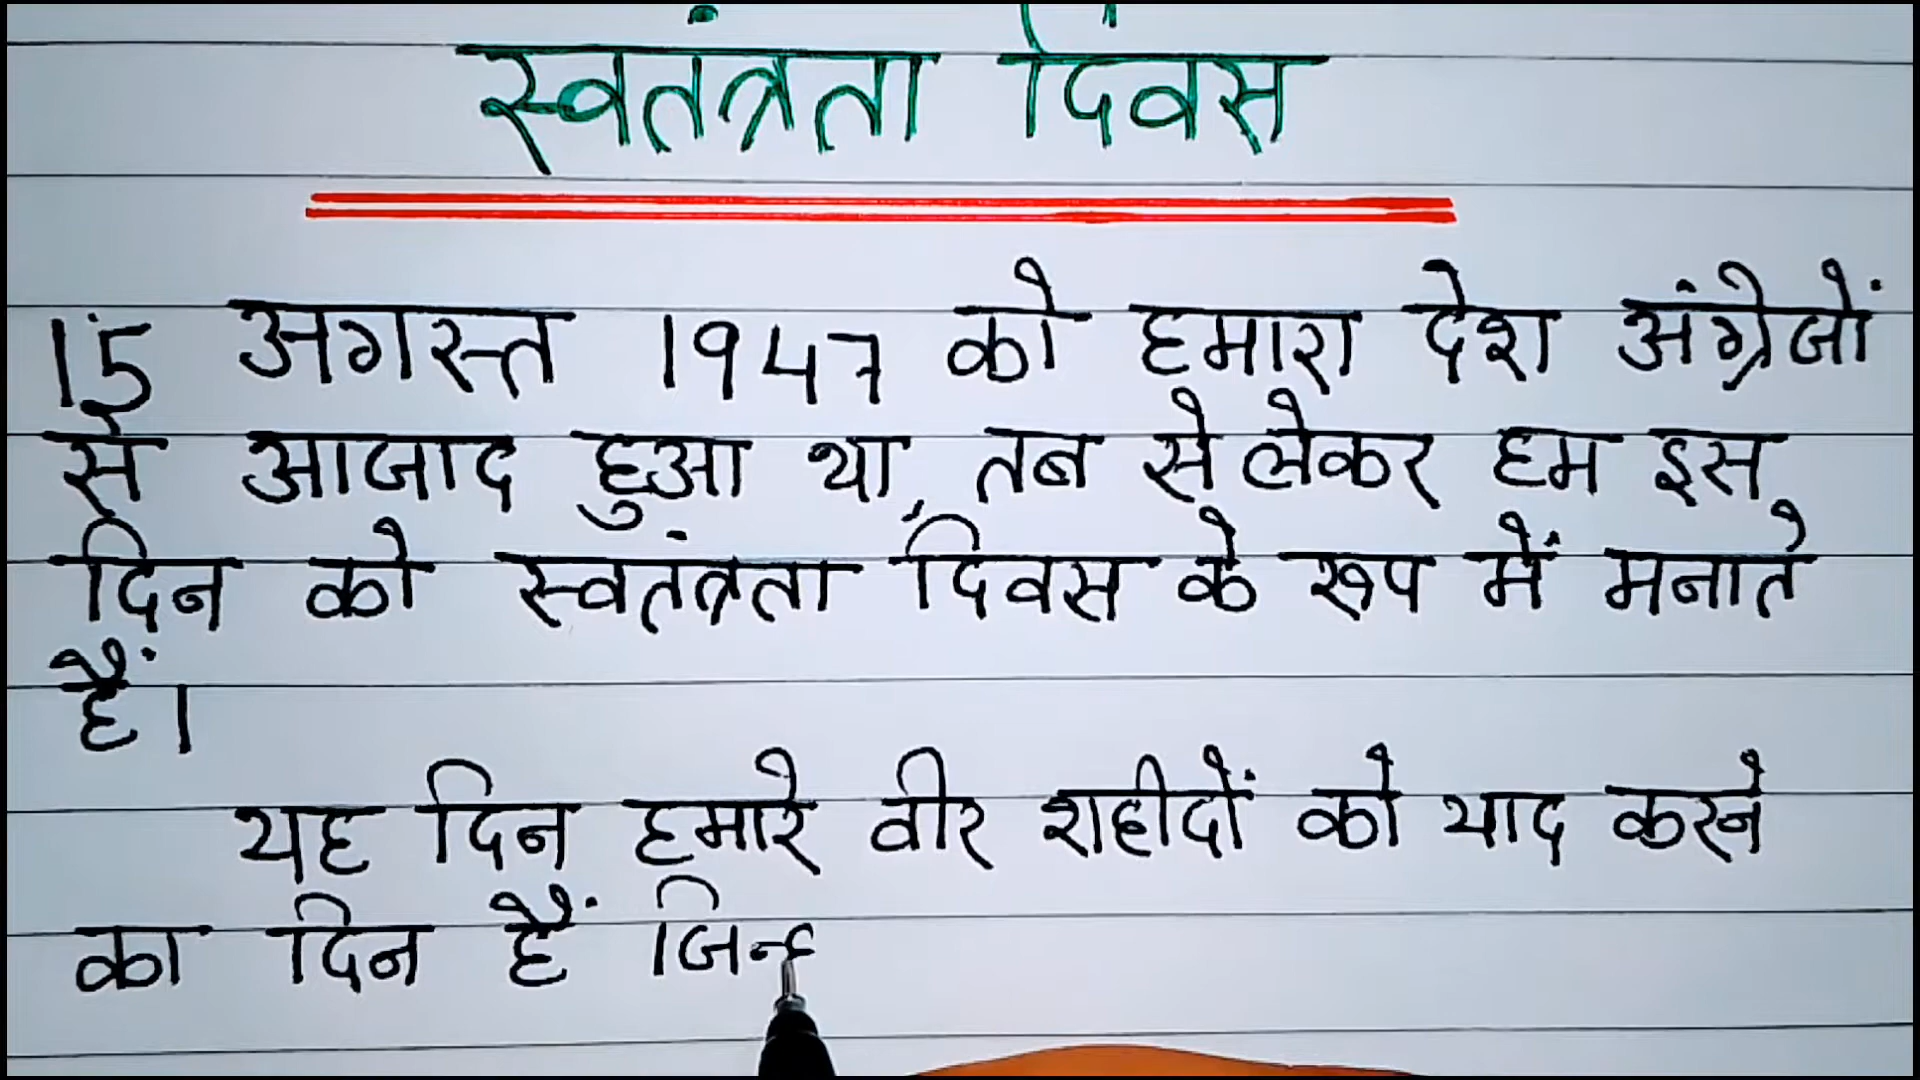 स्वतंत्रता दिवस
15 अगस्त 1947 को हमारा देश अंग्रेजों
से आजाद हुआ था, तब से लेकर हम इस
दिन को स्वतंत्रता दिवस के रूप में मनाते
हैं।
यह दिन हमारे वीर शहीदों को याद करने
का दिन हैं